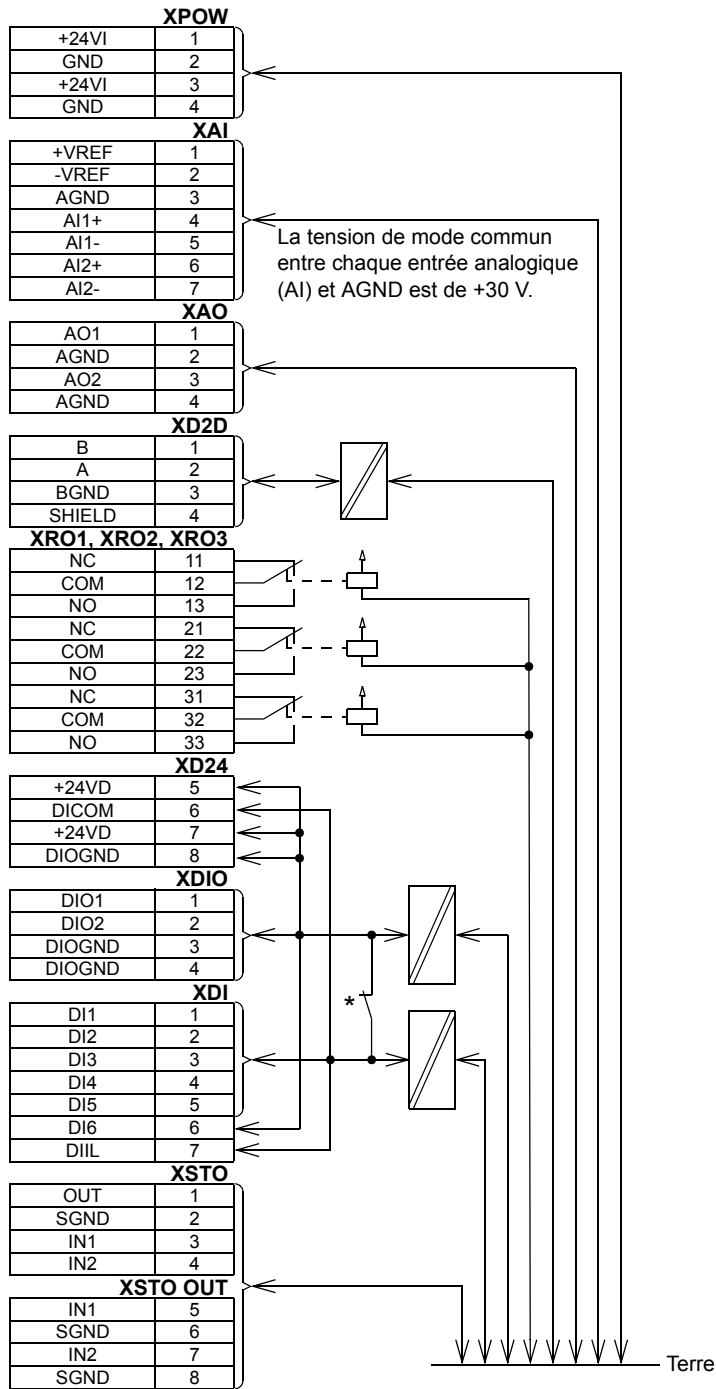 XPOW
+24VI 1
GND 2
+24VI 3
GND 4
XAI
+VREF 1
-VREF 2
AGND 3
AI1+ 4
AI1- 5
AI2+ 6
AI2- 7
La tension de mode commun
entre chaque entrée analogique
(AI) et AGND est de +30 V.
XAO
AO1 1
AGND 2
AO2 3
AGND 4
XD2D
B 1
A 2
BGND 3
SHIELD 4
XRO1, XRO2, XRO3
NC 11
COM 12
NO 13
NC 21
COM 22
NO 23
NC 31
COM 32
NO 33
XD24
+24VD 5
DICOM 6
+24VD 7
DIOGND 8
XDIO
DIO1 1
DIO2 2
DIOGND 3
DIOGND 4
*
XDI
DI1 1
DI2 2
DI3 3
DI4 4
DI5 5
DI6 6
DIIL 7
XSTO
OUT 1
SGND 2
IN1 3
IN2 4
XSTO OUT
IN1 5
SGND 6
IN2 7
SGND 8
Terre